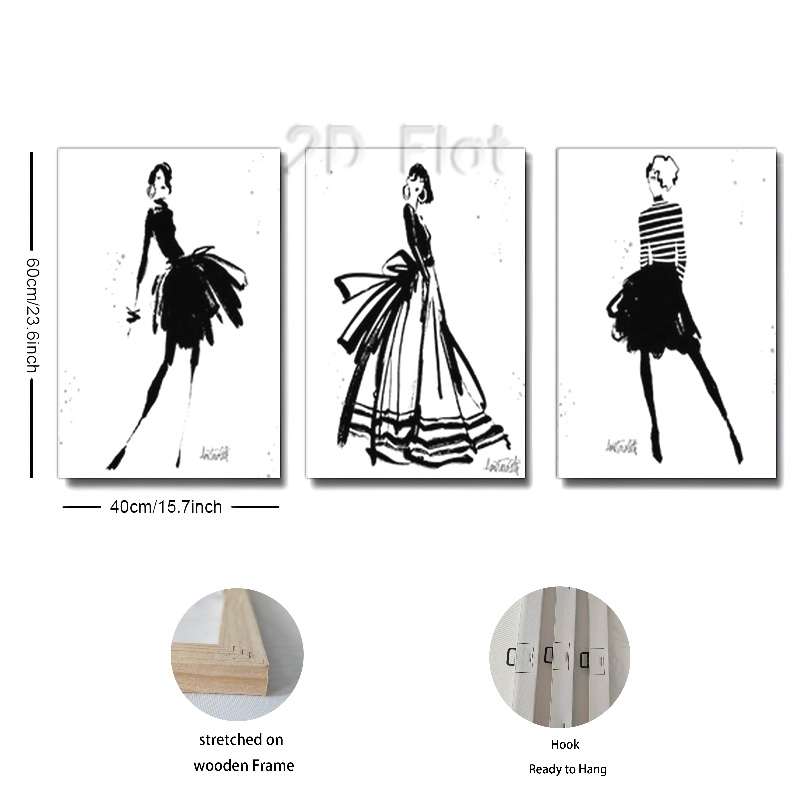 2D Flat
60cm/23.6inch
40cm/15.7inch
stretched on
wooden Frame
Hook
Ready to Hang